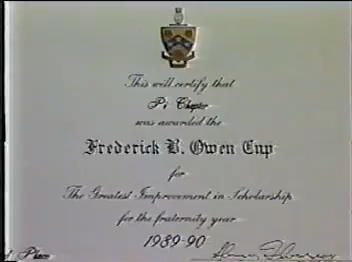 This will certify that
Pi Chapter
was awarded the
Frederick B. Owen Cup
for
The Greatest Improvement in Scholarship
for the fraternity year
1989-90
Place